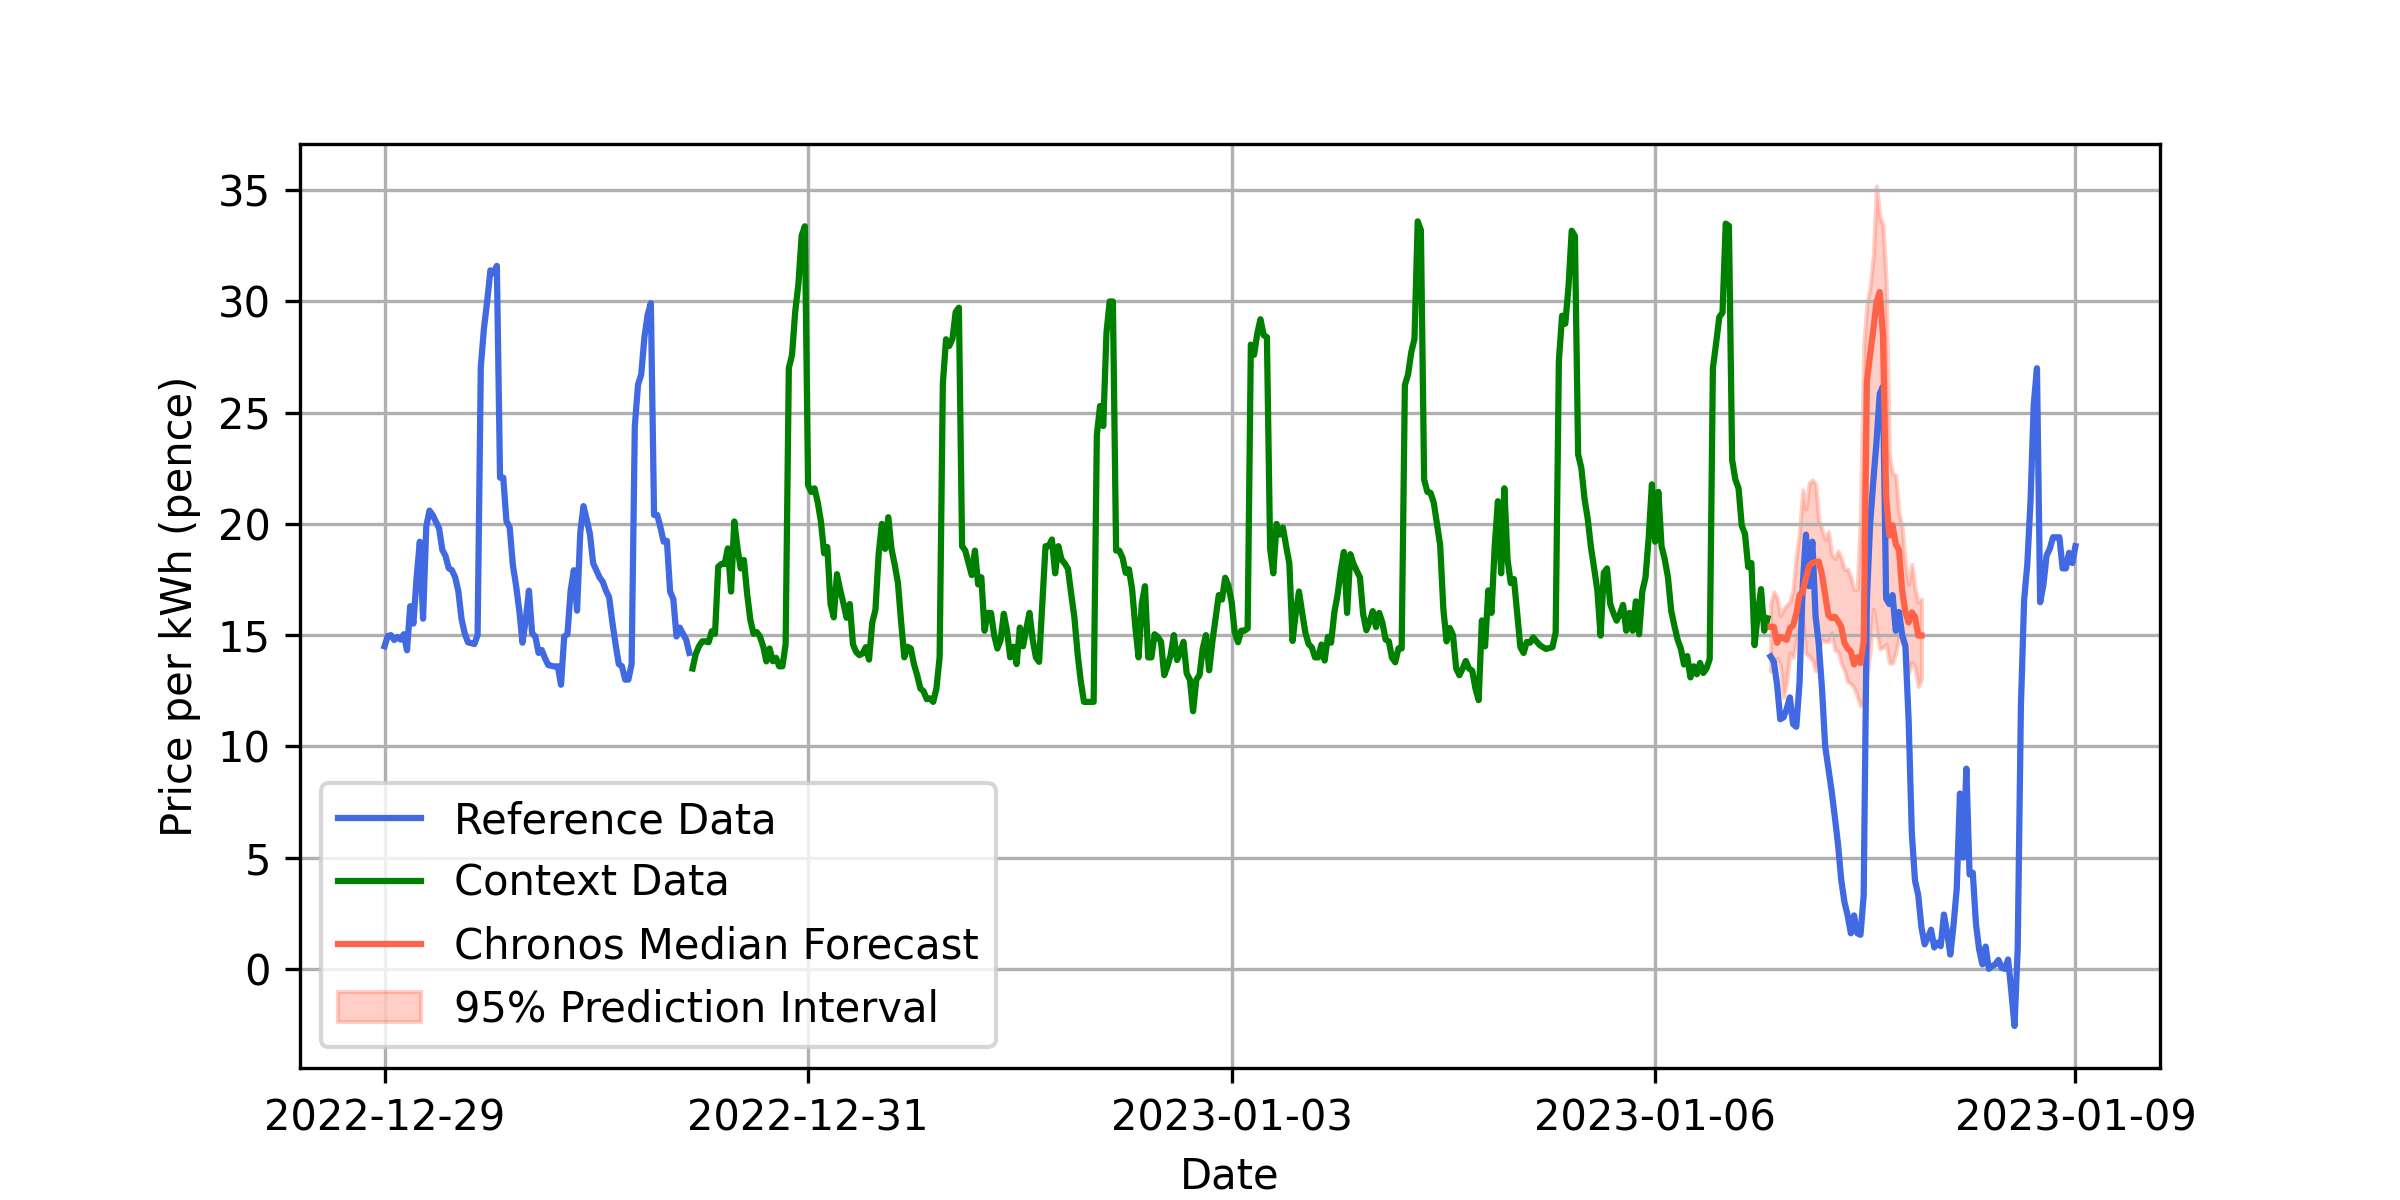 35
30
25
20
15
10
5
0
Price per kWh (pence)
Reference Data
Context Data
Chronos Median Forecast
95% Prediction Interval
2022-12-29 2022-12-31 2023-01-03 2023-01-06 2023-01-09
Date